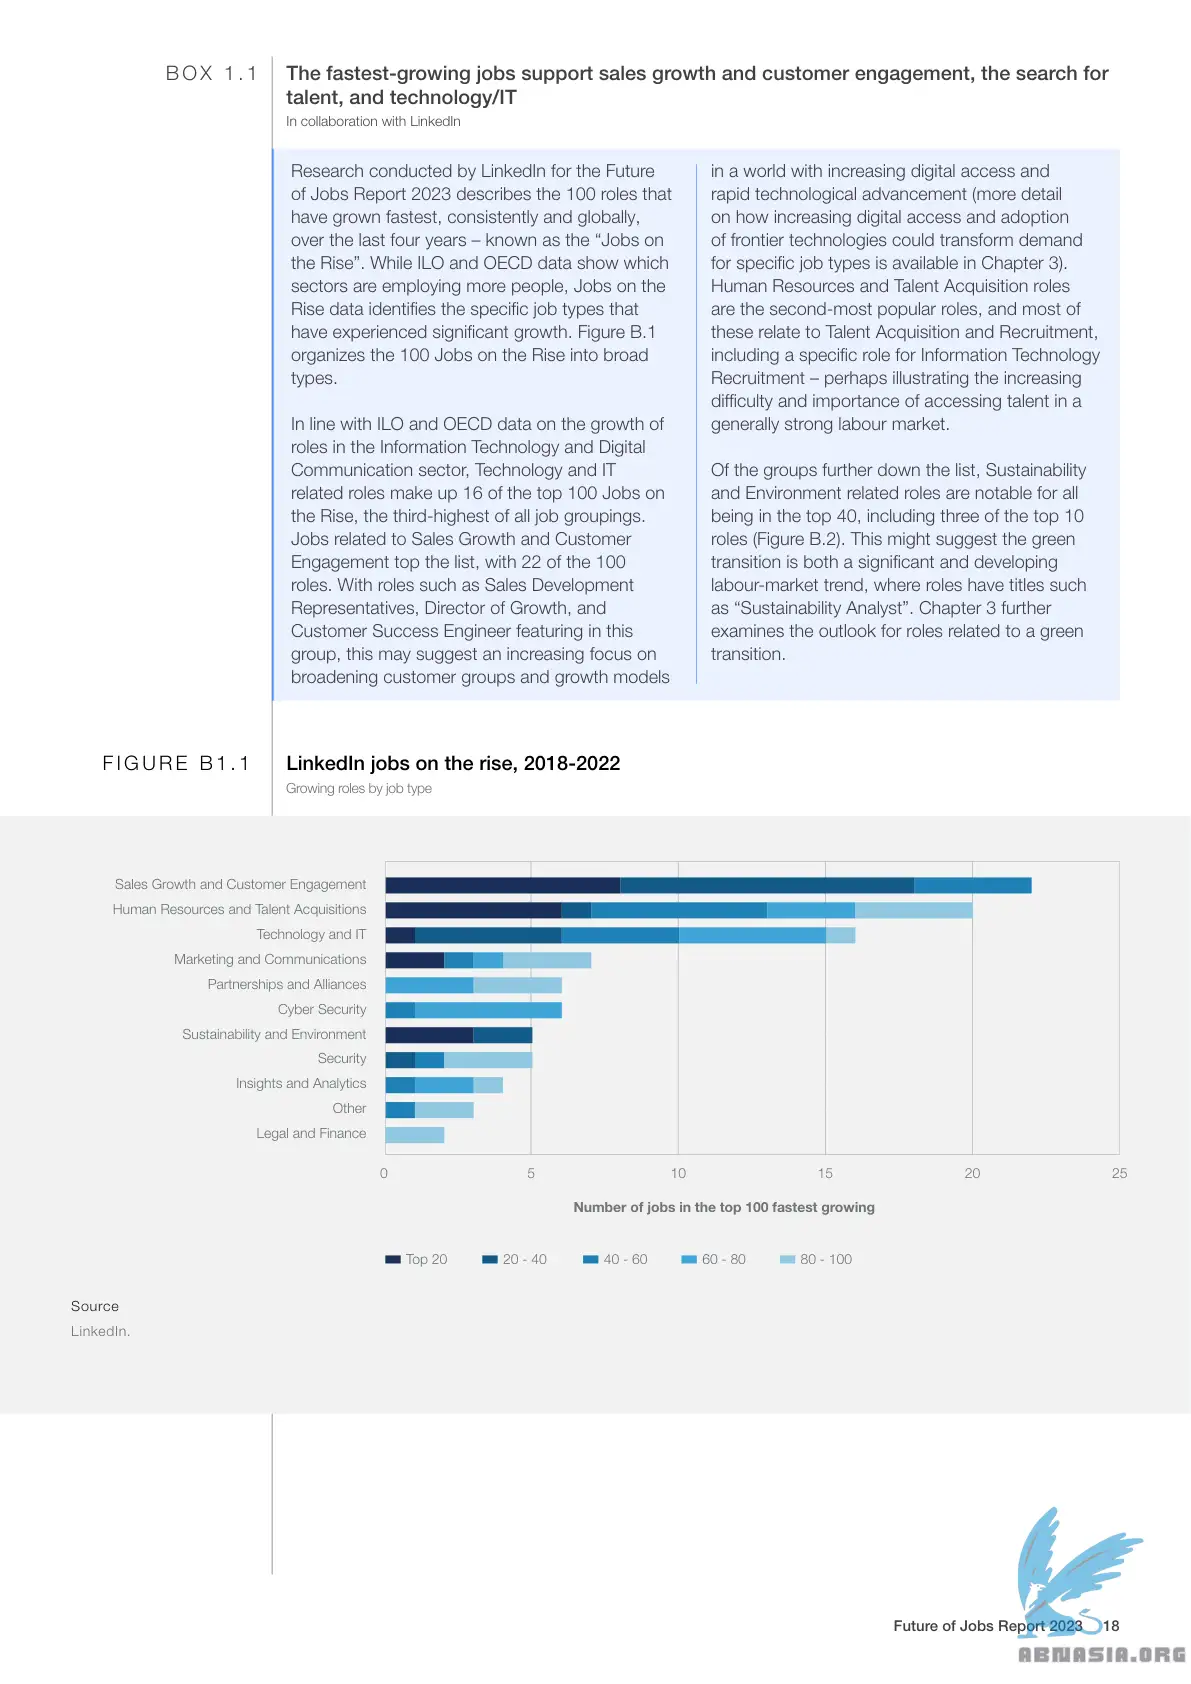 BOX 1.1
The fastest-growing jobs support sales growth and customer engagement, the search for
talent, and technology/IT
In collaboration with LinkedIn
Research conducted by LinkedIn for the Future
of Jobs Report 2023 describes the 100 roles that
have grown fastest, consistently and globally,
over the last four years – known as the “Jobs on
the Rise”. While ILO and OECD data show which
sectors are employing more people, Jobs on the
Rise data identifies the specific job types that
have experienced significant growth. Figure B.1
organizes the 100 Jobs on the Rise into broad
types.
In line with ILO and OECD data on the growth of
roles in the Information Technology and Digital
Communication sector, Technology and IT
related roles make up 16 of the top 100 Jobs on
the Rise, the third-highest of all job groupings.
Jobs related to Sales Growth and Customer
Engagement top the list, with 22 of the 100
roles. With roles such as Sales Development
Representatives, Director of Growth, and
Customer Success Engineer featuring in this
group, this may suggest an increasing focus on
broadening customer groups and growth models
in a world with increasing digital access and
rapid technological advancement (more detail
on how increasing digital access and adoption
of frontier technologies could transform demand
for specific job types is available in Chapter 3).
Human Resources and Talent Acquisition roles
are the second-most popular roles, and most of
these relate to Talent Acquisition and Recruitment,
including a specific role for Information Technology
Recruitment – perhaps illustrating the increasing
difficulty and importance of accessing talent in a
generally strong labour market.
Of the groups further down the list, Sustainability
and Environment related roles are notable for all
being in the top 40, including three of the top 10
roles (Figure B.2). This might suggest the green
transition is both a significant and developing
labour-market trend, where roles have titles such
as “Sustainability Analyst”. Chapter 3 further
examines the outlook for roles related to a green
transition.
FIGURE B1.1
LinkedIn jobs on the rise, 2018-2022
Growing roles by job type
Sales Growth and Customer Engagement
Human Resources and Talent Acquisitions
Technology and IT
Marketing and Communications
Partnerships and Alliances
Cyber Security
Sustainability and Environment
Security
Insights and Analytics
Other
Legal and Finance
0 5 10 15 20 25
Number of jobs in the top 100 fastest growing
Top 20 20 - 40 40 - 60 60 - 80 80 - 100
Source
LinkedIn.
Future of Jobs Report 2023 18
ABNASIA.ORG